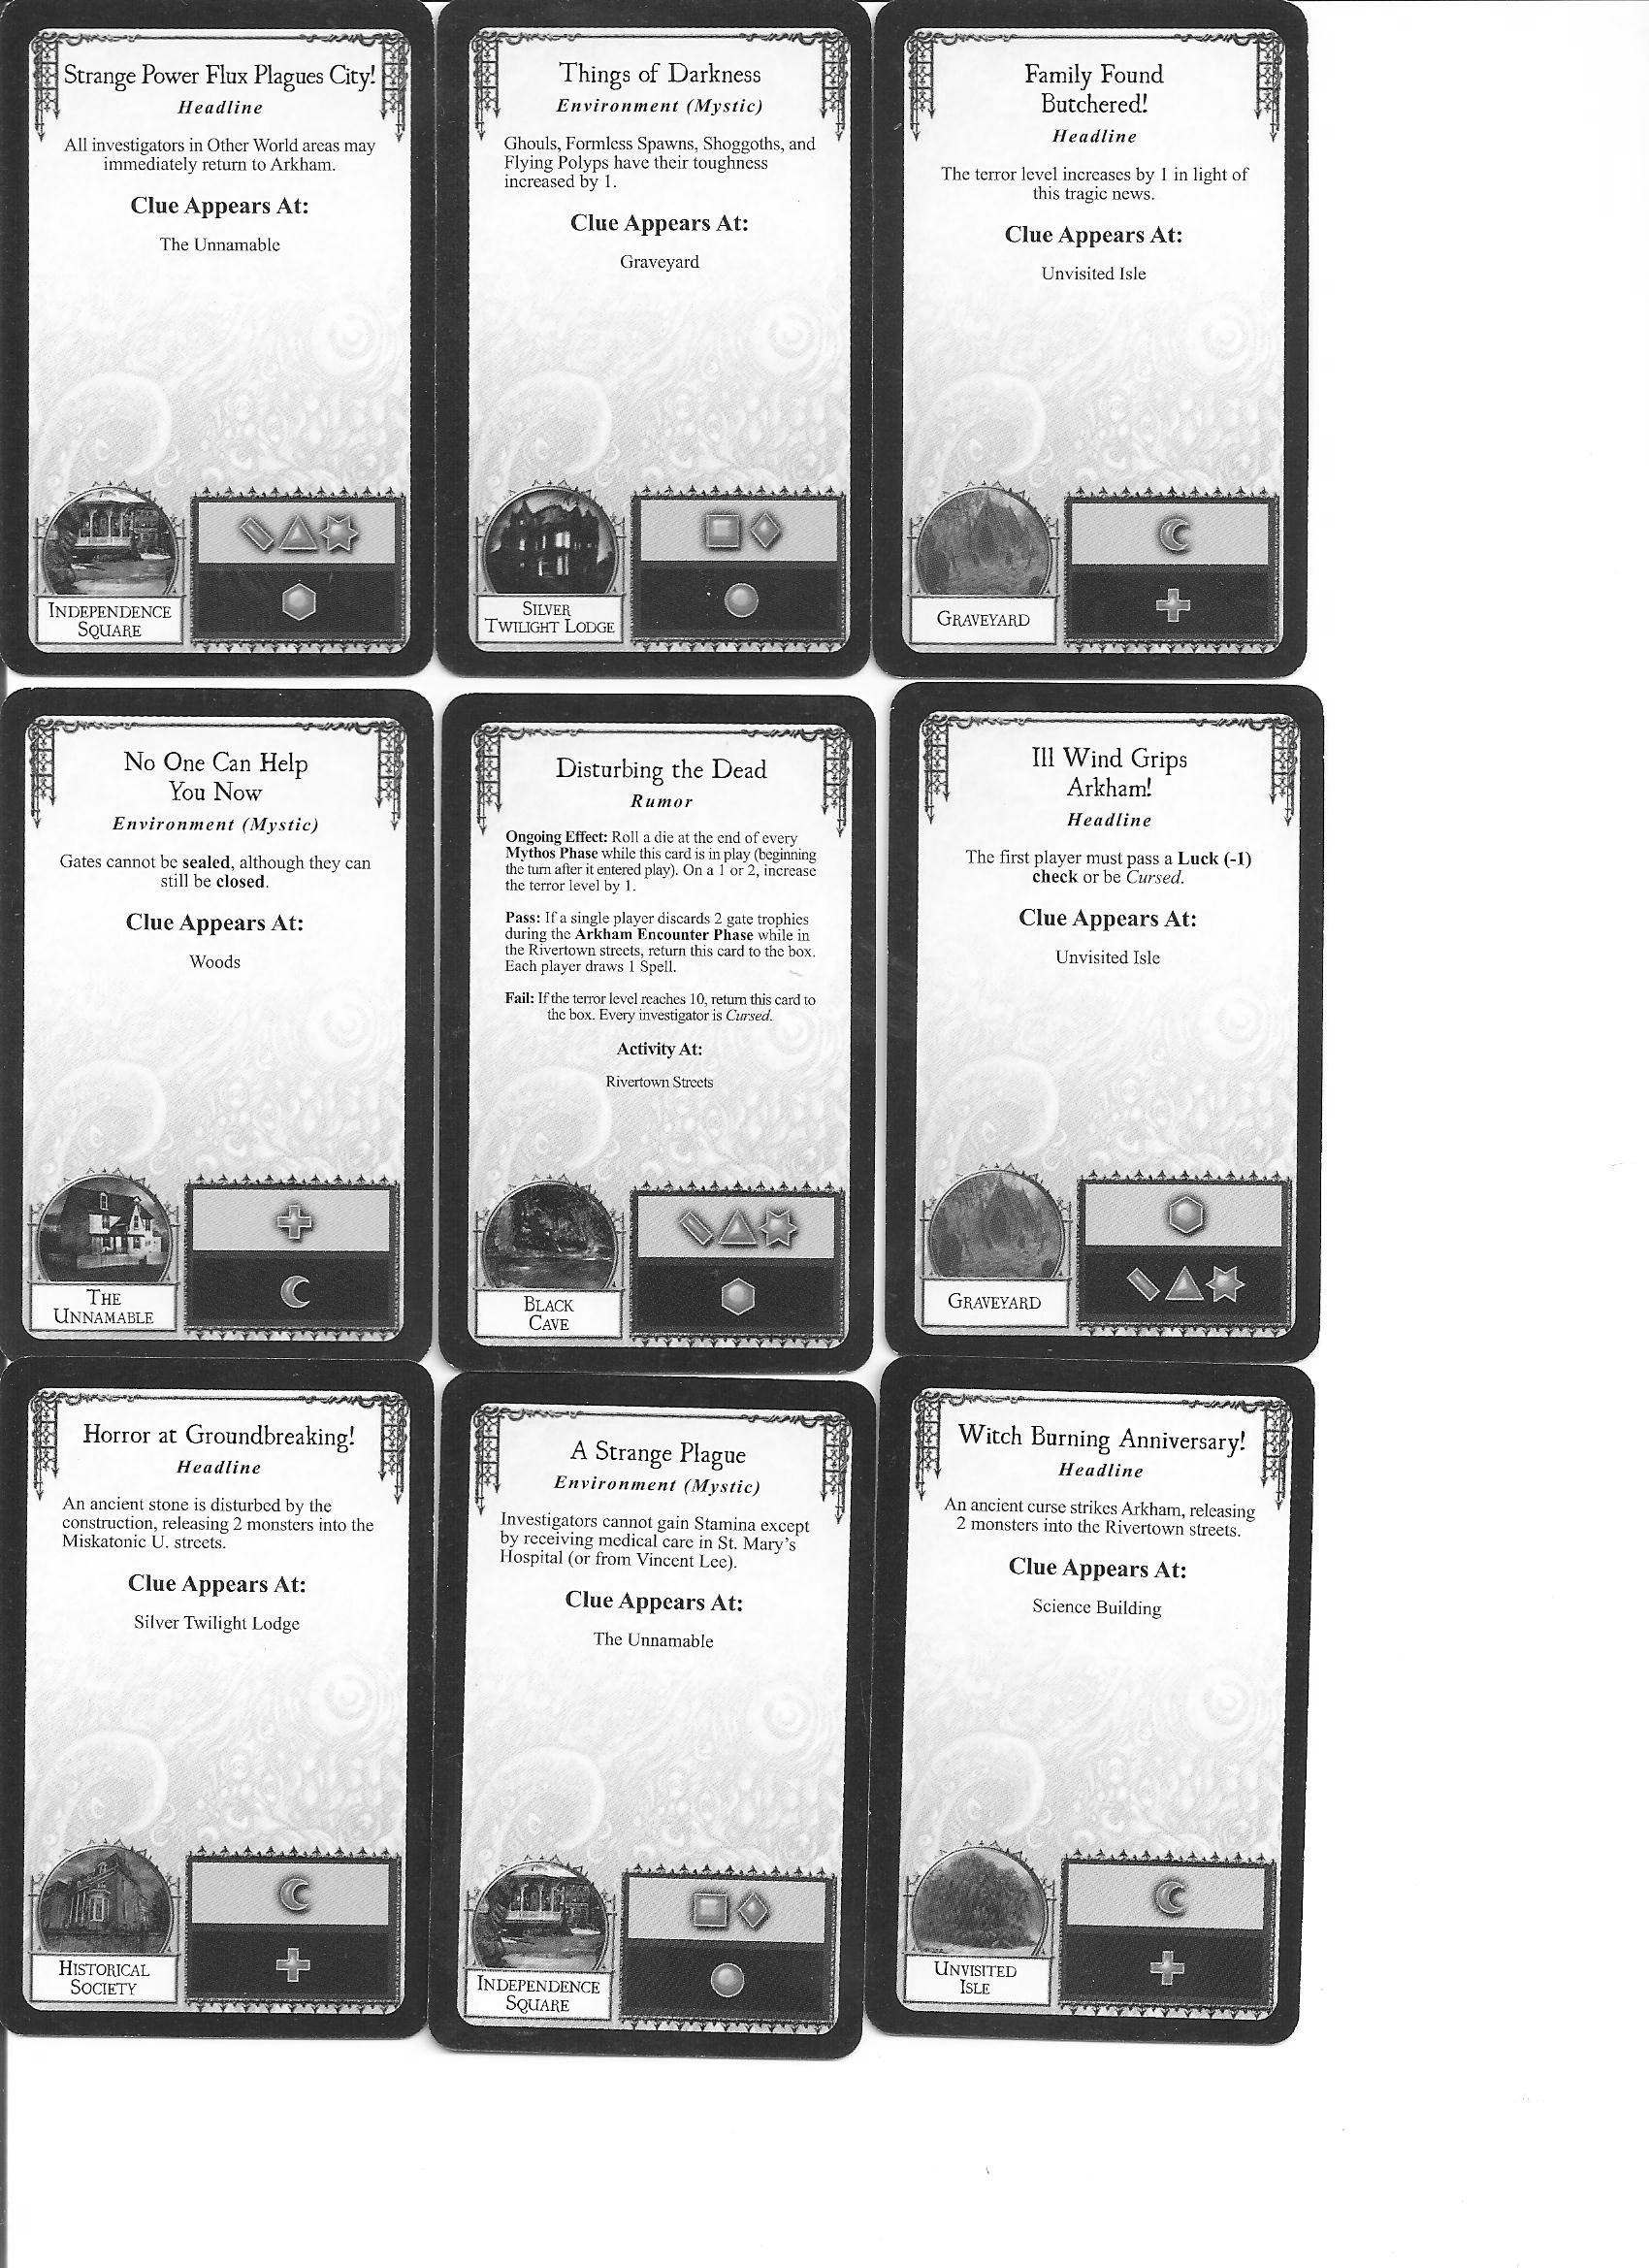 Strange Power Flux Plagues City!
Headline
All investigators in Other World areas may
immediately return to Arkham.
Clue Appears At:
The Unnamable
INDEPENDENCE
SQUARE
Things of Darkness
Environment (Mystic)
Ghouls, Formless Spawns, Shoggoths, and
Flying Polyps have their toughness
increased by 1.
Clue Appears At:
Graveyard
SILVER
TWILIGHT LODGE
Family Found
Butchered!
Headline
The terror level increases by 1 in light of
this tragic news.
Clue Appears At:
Unvisited Isle
GRAVEYARD
No One Can Help
You Now
Environment (Mystic)
Gates cannot be sealed, although they can
still be closed.
Clue Appears At:
Woods
THE
UNNAMABLE
Disturbing the Dead
Rumor
Ongoing Effect: Roll a die at the end of every
Mythos Phase while this card is in play (beginning
the turn after it entered play). On a 1 or 2, increase
the terror level by 1.
Pass: If a single player discards 2 gate trophies
during the Arkham Encounter Phase while in
the Rivertown streets, return this card to the box.
Each player draws 1 Spell.
Fail: If the terror level reaches 10, return this card to
the box. Every investigator is Cursed.
Activity At:
Rivertown Streets
BLACK
CAVE
Ill Wind Grips
Arkham!
Headline
The first player must pass a Luck (-1)
check or be Cursed.
Clue Appears At:
Unvisited Isle
GRAVEYARD
Horror at Groundbreaking!
Headline
An ancient stone is disturbed by the
construction, releasing 2 monsters into the
Miskatonic U. streets.
Clue Appears At:
Silver Twilight Lodge
HISTORICAL
SOCIETY
A Strange Plague
Environment (Mystic)
Investigators cannot gain Stamina except
by receiving medical care in St. Mary's
Hospital (or from Vincent Lee).
Clue Appears At:
The Unnamable
INDEPENDENCE
SQUARE
Witch Burning Anniversary!
Headline
An ancient curse strikes Arkham, releasing
2 monsters into the Rivertown streets.
Clue Appears At:
Science Building
UNVISITED
ISLE